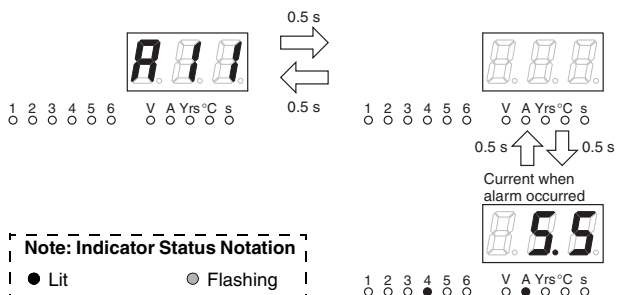 0.5 s
A11
0.5 s
1 2 3 4 5 6 V A Yrs °C s
1 2 3 4 5 6 V A Yrs °C s
0.5 s 0.5 s
Current when
alarm occurred
5.5
Note: Indicator Status Notation
Lit Flashing
1 2 3 4 5 6 V A Yrs °C s